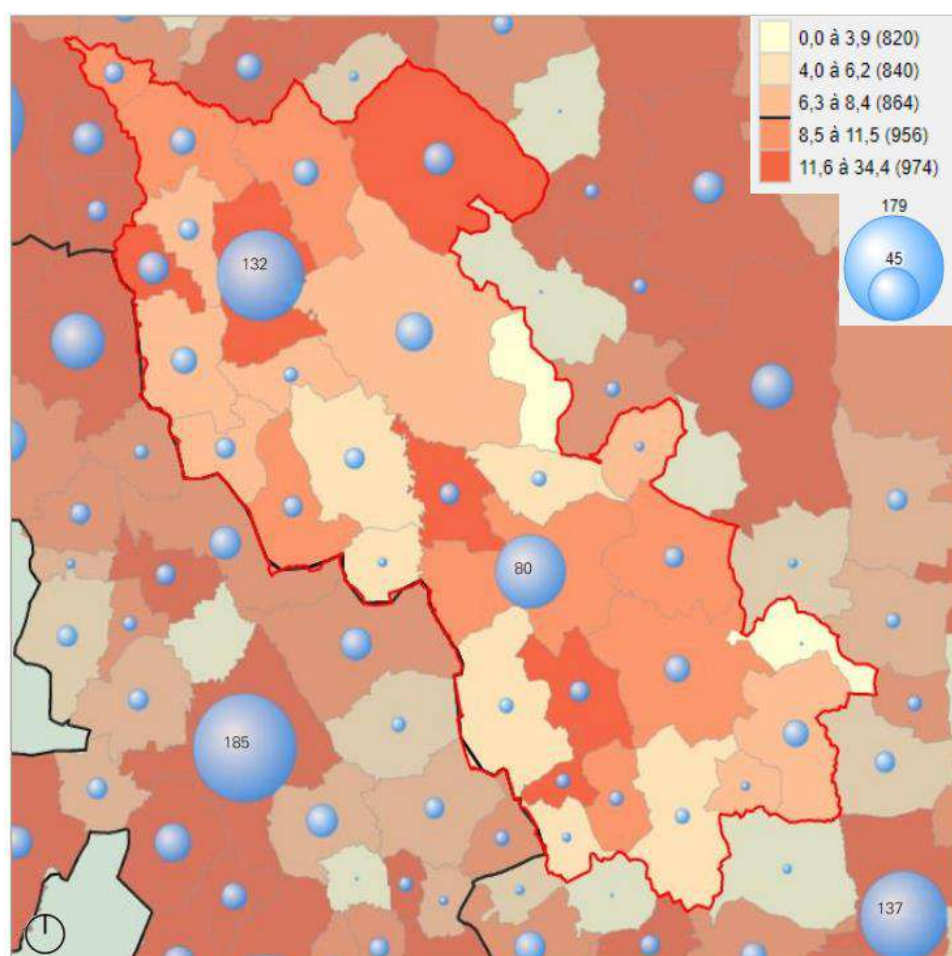 0,0 à 3,9 (820)
4,0 à 6,2 (840)
6,3 à 8,4 (864)
8,5 à 11,5 (956)
11,6 à 34,4 (974)
179
45
132
80
185
137